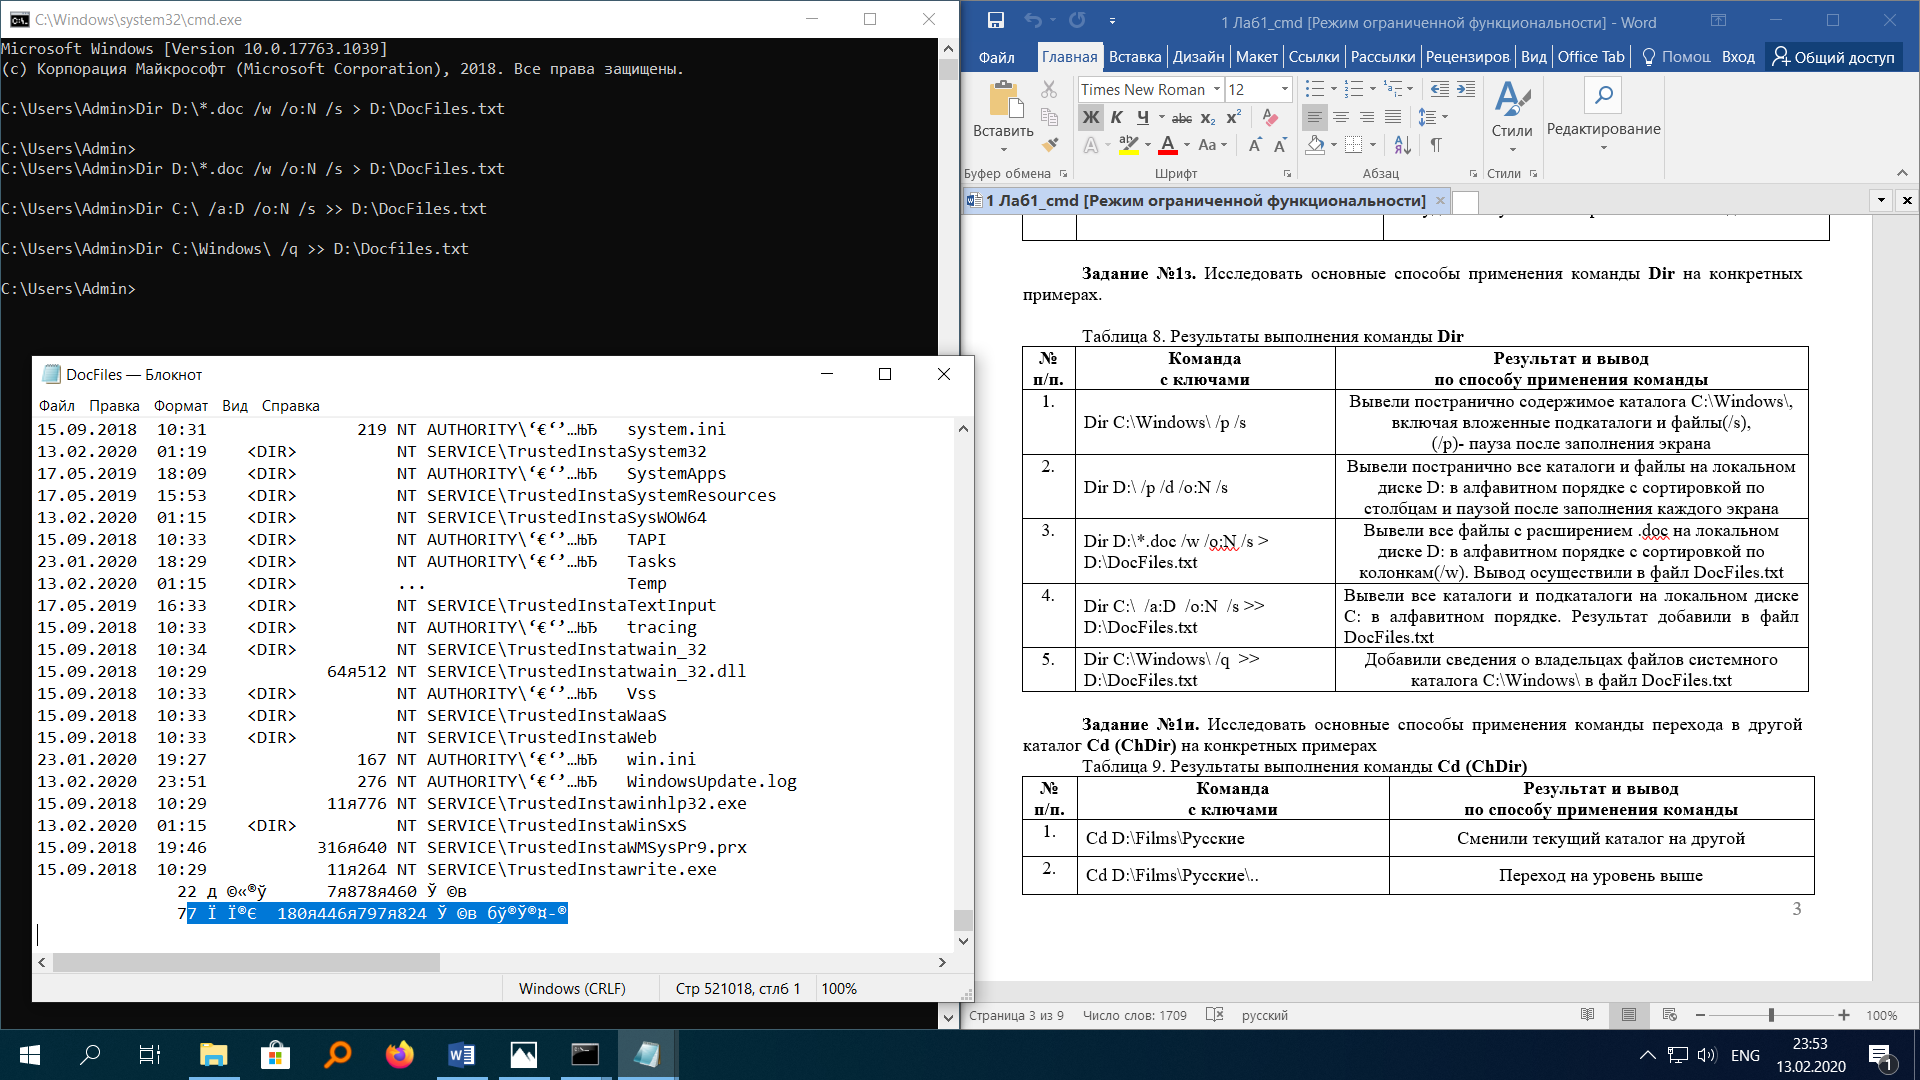 C:\Windows\system32\cmd.exe
Microsoft Windows [Version 10.0.17763.1039]
(c) Корпорация Майкрософт (Microsoft Corporation), 2018. Все права защищены.
C:\Users\Admin>Dir D:\*.doc /w /o:N /s > D:\DocFiles.txt
C:\Users\Admin>
C:\Users\Admin>Dir D:\*.doc /w /o:N /s > D:\DocFiles.txt
C:\Users\Admin>Dir C:\ /a:D /o:N /s >> D:\DocFiles.txt
C:\Users\Admin>Dir C:\Windows\ /q >> D:\Docfiles.txt
C:\Users\Admin>
DocFiles — Блокнот
Файл Правка Формат Вид Справка
15.09.2018 10:31 219 NT AUTHORITY\‘€‘’…ЊЂ system.ini
13.02.2020 01:19 <DIR> NT SERVICE\TrustedInstaSystem32
17.05.2019 18:09 <DIR> NT AUTHORITY\‘€‘’…ЊЂ SystemApps
17.05.2019 15:53 <DIR> NT SERVICE\TrustedInstaSystemResources
13.02.2020 01:15 <DIR> NT SERVICE\TrustedInstaSysWOW64
15.09.2018 10:33 <DIR> NT AUTHORITY\‘€‘’…ЊЂ TAPI
23.01.2020 18:29 <DIR> NT AUTHORITY\‘€‘’…ЊЂ Tasks
13.02.2020 01:15 <DIR> ... Temp
17.05.2019 16:33 <DIR> NT SERVICE\TrustedInstaTextInput
15.09.2018 10:33 <DIR> NT AUTHORITY\‘€‘’…ЊЂ tracing
15.09.2018 10:34 <DIR> NT SERVICE\TrustedInstatwain_32
15.09.2018 10:29 64я512 NT SERVICE\TrustedInstatwain_32.dll
15.09.2018 10:33 <DIR> NT AUTHORITY\‘€‘’…ЊЂ Vss
15.09.2018 10:33 <DIR> NT SERVICE\TrustedInstaWaaS
15.09.2018 10:33 <DIR> NT SERVICE\TrustedInstaWeb
23.01.2020 19:27 167 NT AUTHORITY\‘€‘’…ЊЂ win.ini
13.02.2020 23:51 276 NT AUTHORITY\‘€‘’…ЊЂ WindowsUpdate.log
15.09.2018 10:29 11я776 NT SERVICE\TrustedInstawinhlp32.exe
13.02.2020 01:15 <DIR> NT SERVICE\TrustedInstaWinSxS
15.09.2018 19:46 316я640 NT SERVICE\TrustedInstaWMSysPr9.prx
15.09.2018 10:29 11я264 NT SERVICE\TrustedInstawrite.exe
22 д ©«®ў 7я878я460 Ў ©в
77 Ї Ї®Є 180я446я797я824 Ў ©в бў®Ў®¤-®
Windows (CRLF) Стр 521018, стлб 1 100%
1 Лаб1_cmd [Режим ограниченной функциональности] - Word
Файл Главная Вставка Дизайн Макет Ссылки Рассылки Рецензиров Вид Office Tab Помощ Вход Общий доступ
Вставить
Times New Roman 12
Ж К Ч abc x₂ x²
А ab А Аа А А
Стили
Редактирование
Буфер обмена Шрифт Абзац Стили
1 Лаб1_cmd [Режим ограниченной функциональности]
Задание №1з. Исследовать основные способы применения команды Dir на конкретных
примерах.
Таблица 8. Результаты выполнения команды Dir
№ п/п. Команда с ключами Результат и вывод по способу применения команды
1. Dir C:\Windows\ /p /s
Вывели постранично содержимое каталога C:\Windows\,
включая вложенные подкаталоги и файлы(/s),
(/p)- пауза после заполнения экрана
2. Dir D:\ /p /d /o:N /s
Вывели постранично все каталоги и файлы на локальном
диске D: в алфавитном порядке с сортировкой по
столбцам и паузой после заполнения каждого экрана
3. Dir D:\*.doc /w /o:N /s >
D:\DocFiles.txt
Вывели все файлы с расширением .doc на локальном
диске D: в алфавитном порядке с сортировкой по
колонкам(/w). Вывод осуществили в файл DocFiles.txt
4. Dir C:\ /a:D /o:N /s >>
D:\DocFiles.txt
Вывели все каталоги и подкаталоги на локальном диске
C: в алфавитном порядке. Результат добавили в файл
DocFiles.txt
5. Dir C:\Windows\ /q >>
D:\DocFiles.txt
Добавили сведения о владельцах файлов системного
каталога C:\Windows\ в файл DocFiles.txt
Задание №1и. Исследовать основные способы применения команды перехода в другой
каталог Cd (ChDir) на конкретных примерах
Таблица 9. Результаты выполнения команды Cd (ChDir)
№ п/п. Команда с ключами Результат и вывод по способу применения команды
1. Cd D:\Films\Русские Сменили текущий каталог на другой
2. Cd D:\Films\Русские\.. Переход на уровень выше
3
Страница 3 из 9 Число слов: 1709 русский 100%
ENG
23:53
13.02.2020
1